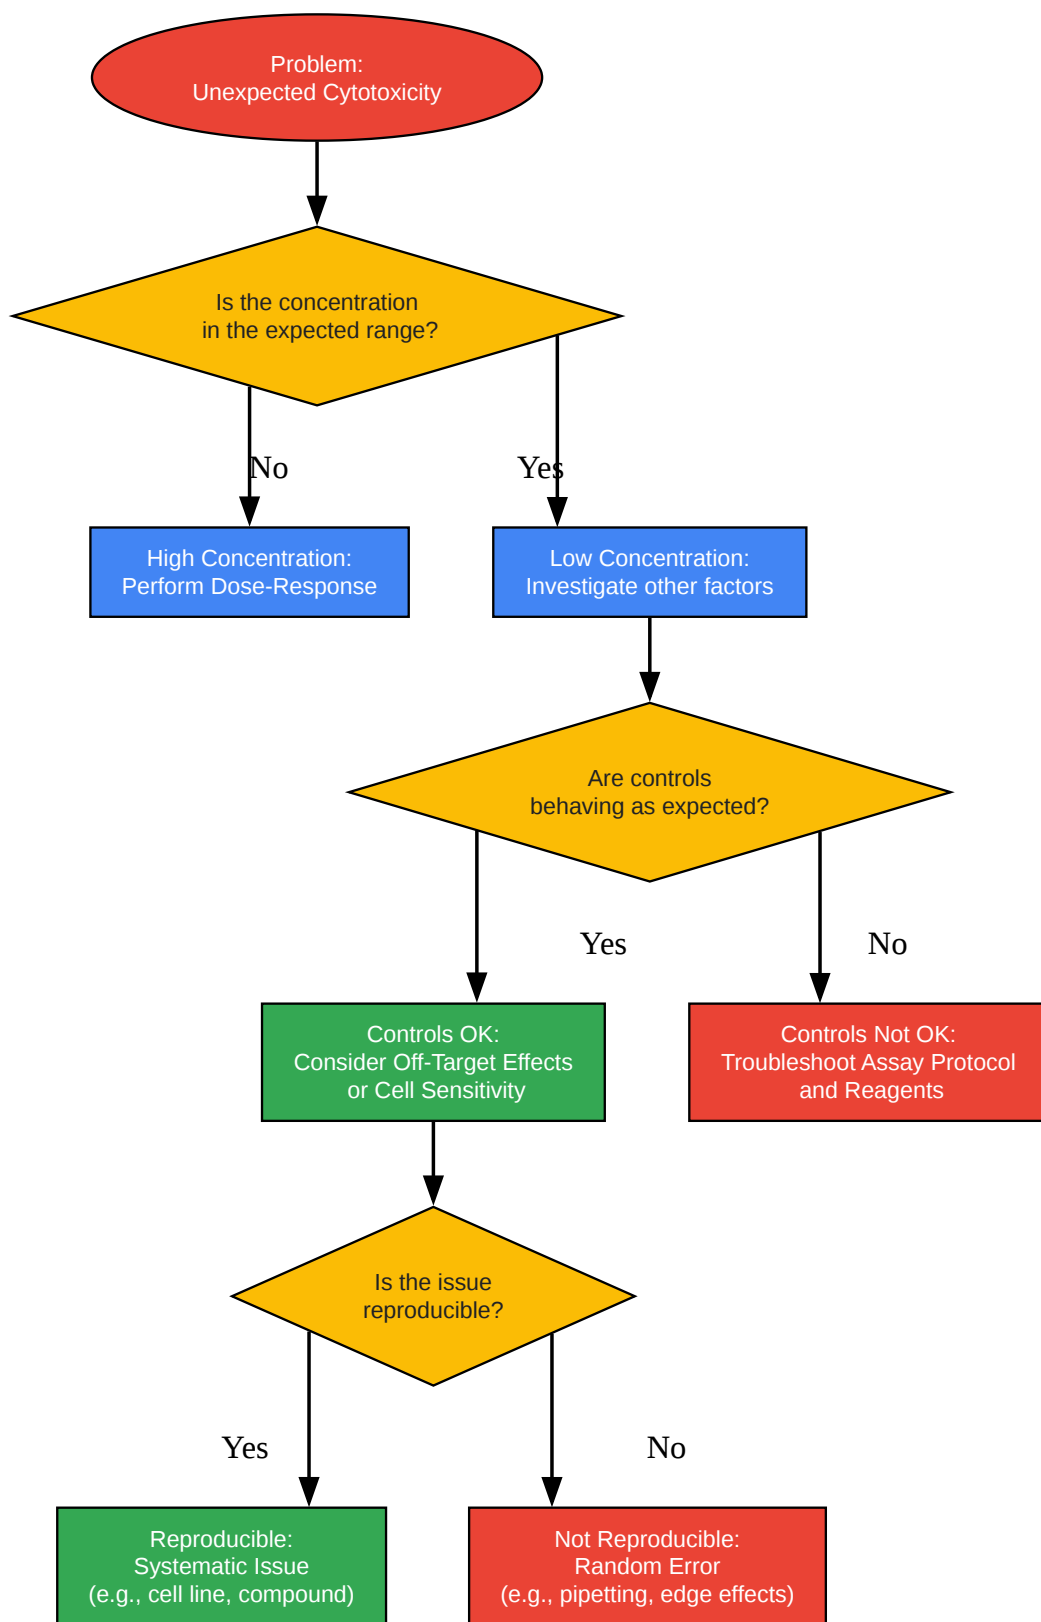 Problem:
Unexpected Cytotoxicity
Is the concentration
in the expected range?
No
Yes
High Concentration:
Perform Dose-Response
Low Concentration:
Investigate other factors
Are controls
behaving as expected?
Yes
No
Controls OK:
Consider Off-Target Effects
or Cell Sensitivity
Controls Not OK:
Troubleshoot Assay Protocol
and Reagents
Is the issue
reproducible?
Yes
No
Reproducible:
Systematic Issue
(e.g., cell line, compound)
Not Reproducible:
Random Error
(e.g., pipetting, edge effects)